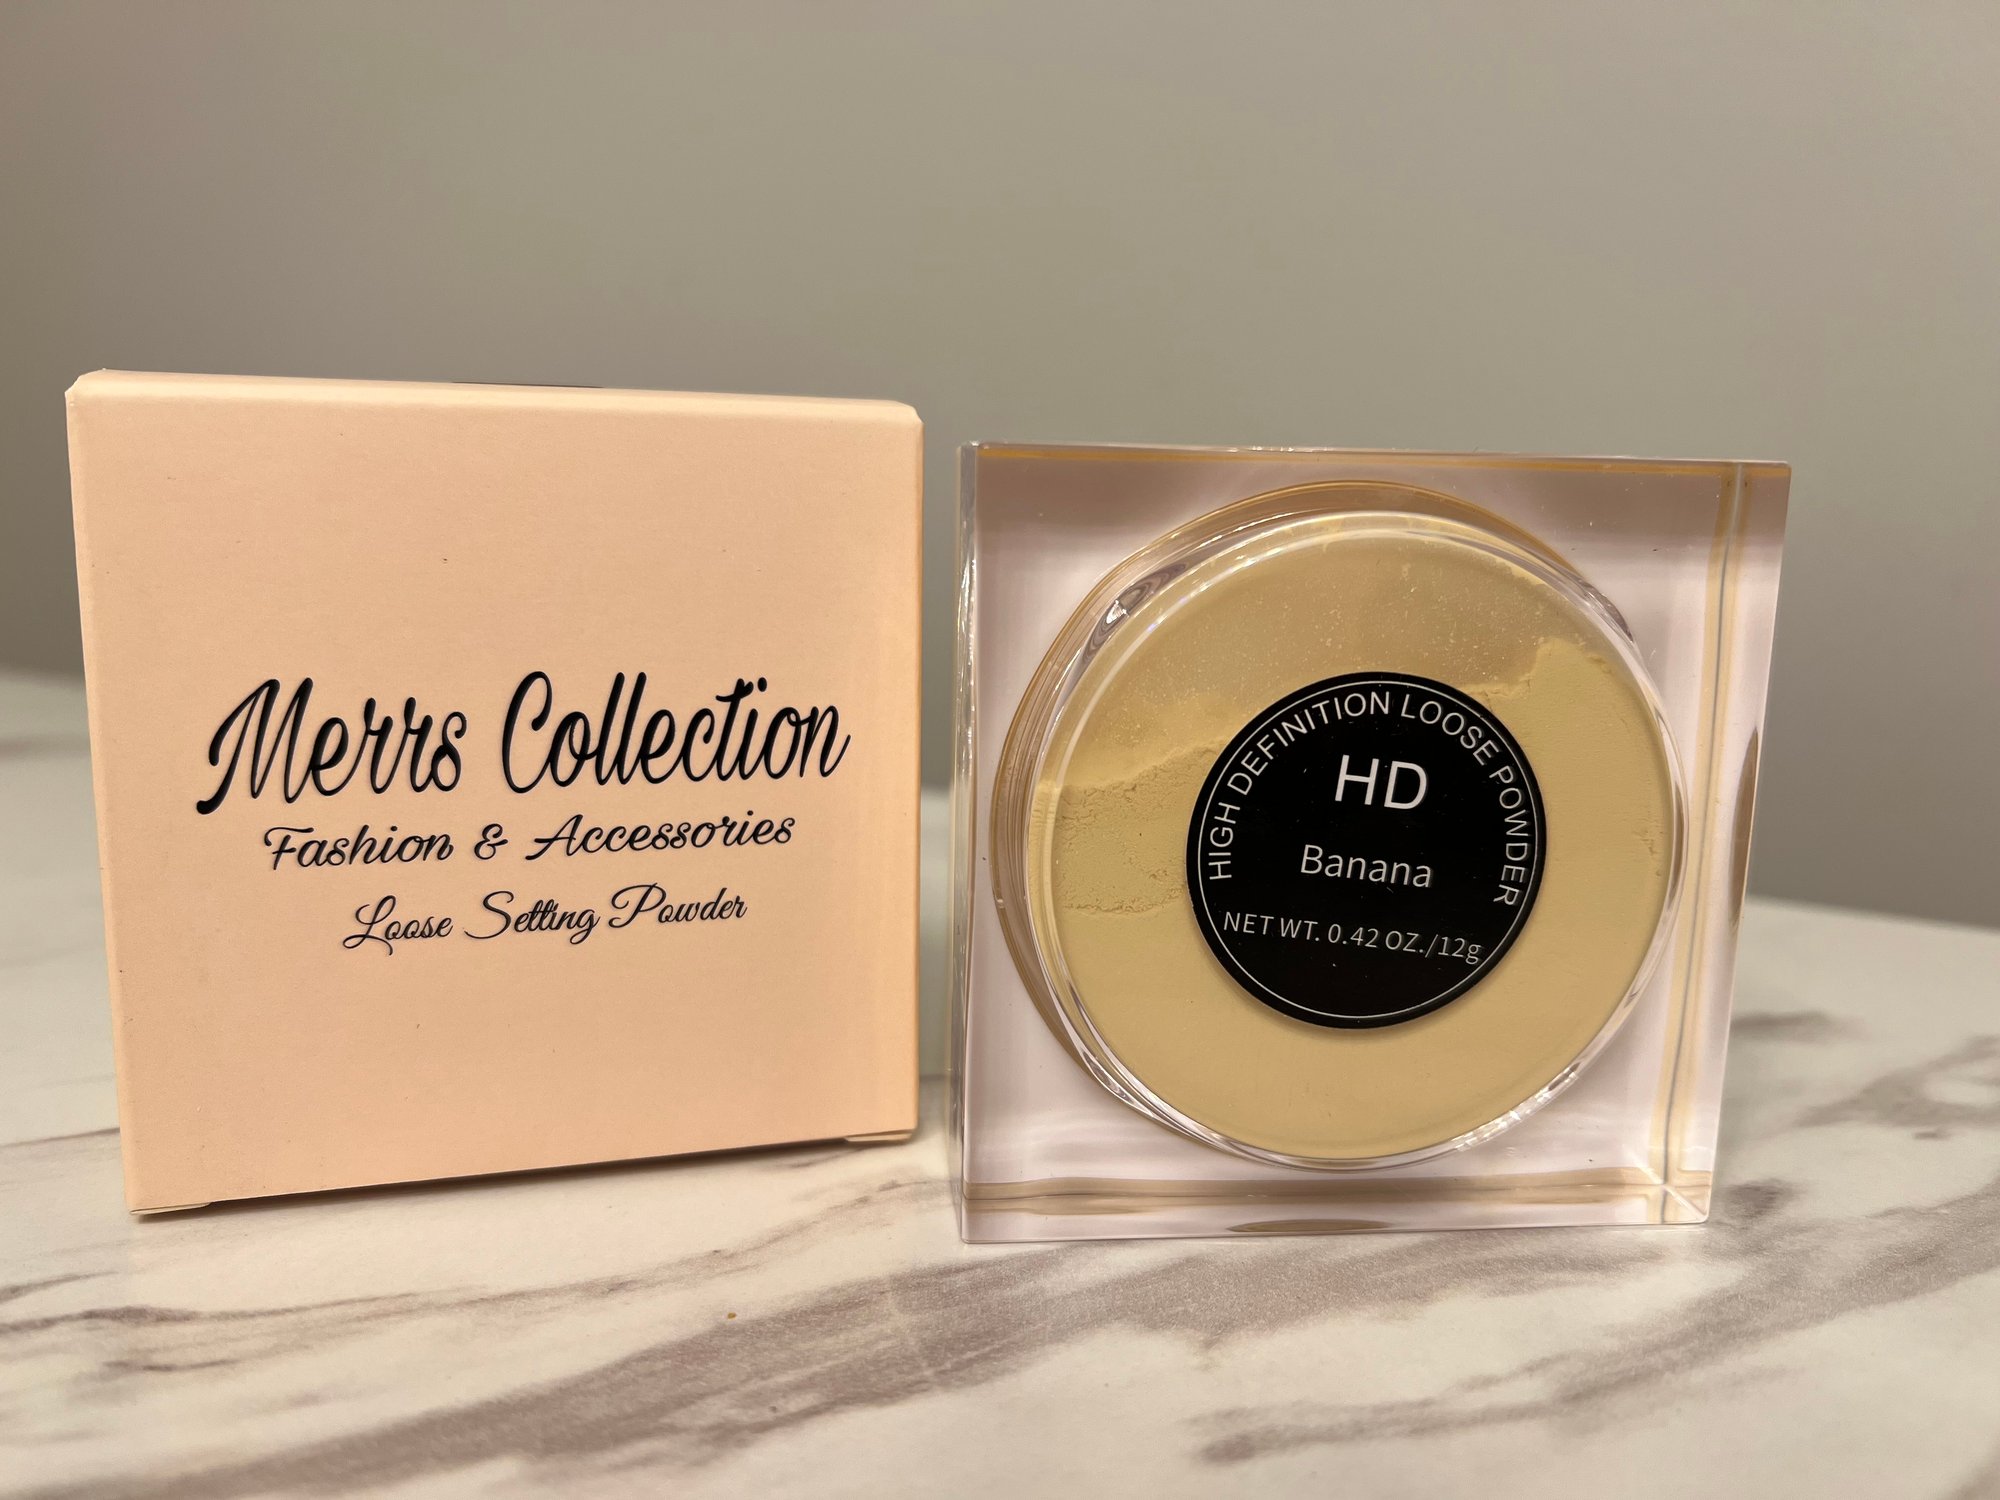 Merrs Collection
Fashion & Accessories
Loose Setting Powder
HIGH DEFINITION LOOSE POWDER
HD
Banana
NET WT. 0.42 OZ./12g